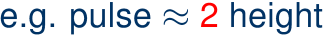 e.g. pulse ≈ 2 height